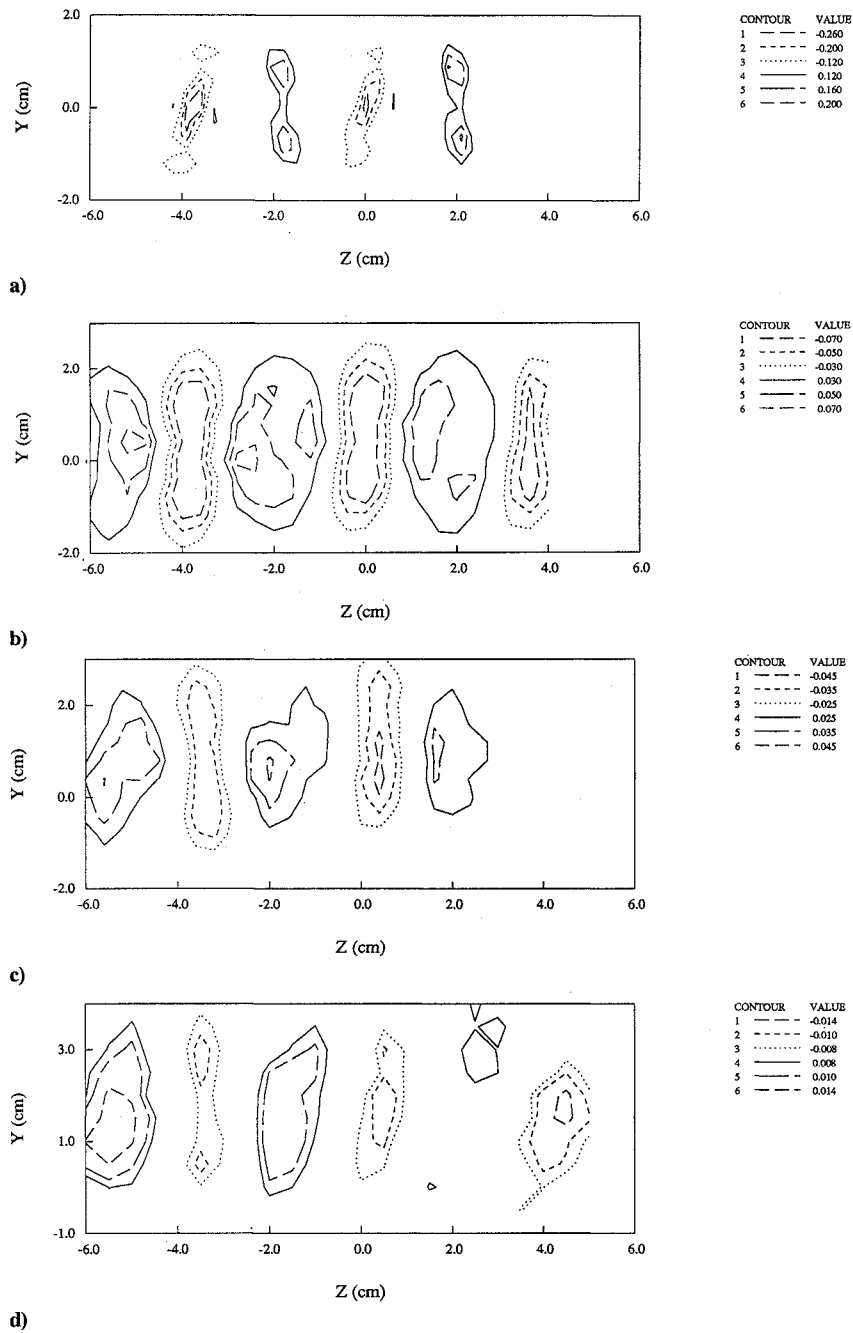 CONTOUR VALUE
1 -0.260
2 -0.200
3 -0.120
4 0.120
5 0.160
6 0.200
2.0
0.0
-2.0
Y (cm)
-6.0 -4.0 -2.0 0.0 2.0 4.0 6.0
Z (cm)
a)
CONTOUR VALUE
1 -0.070
2 -0.050
3 -0.030
4 0.030
5 0.050
6 0.070
2.0
0.0
-2.0
Y (cm)
-6.0 -4.0 -2.0 0.0 2.0 4.0 6.0
Z (cm)
b)
CONTOUR VALUE
1 -0.045
2 -0.035
3 -0.025
4 0.025
5 0.035
6 0.045
2.0
0.0
-2.0
Y (cm)
-6.0 -4.0 -2.0 0.0 2.0 4.0 6.0
Z (cm)
c)
CONTOUR VALUE
1 -0.014
2 -0.010
3 -0.008
4 0.008
5 0.010
6 0.014
3.0
1.0
-1.0
Y (cm)
-6.0 -4.0 -2.0 0.0 2.0 4.0 6.0
Z (cm)
d)